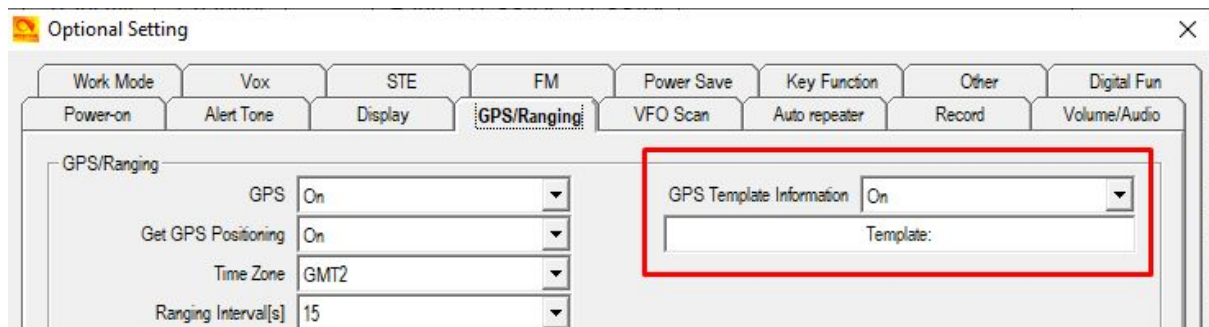 Optional Setting
Work Mode Vox STE FM Power Save Key Function Other Digital Fun
Power-on Alert Tone Display GPS/Ranging VFO Scan Auto repeater Record Volume/Audio
GPS/Ranging
GPS On GPS Template Information On
Get GPS Positioning On Template:
Time Zone GMT2
Ranging Interval[s] 15